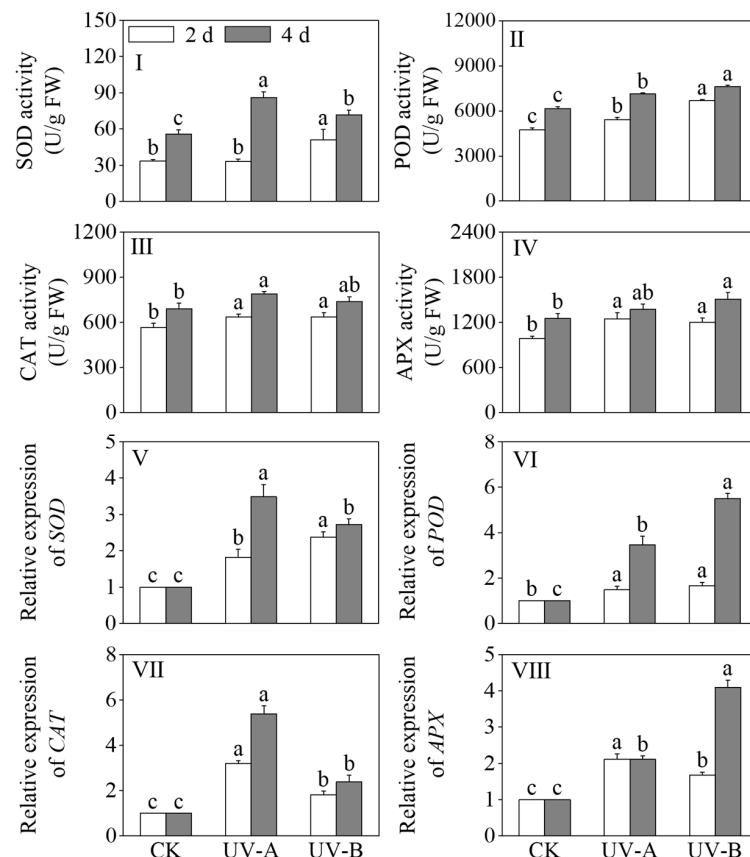 2 d 4 d
I
SOD activity
(U/g FW)
150
120
90
60
30
0
b c b a a b
II
POD activity
(U/g FW)
12000
9000
6000
3000
0
c c b b a a
III
CAT activity
(U/g FW)
1200
900
600
300
0
b b a a a ab
IV
APX activity
(U/g FW)
2400
1800
1200
600
0
b b a ab a a
V
Relative expression
of SOD
5
4
3
2
1
0
c c b a a b
VI
Relative expression
of POD
8
6
4
2
0
b c a b a a
VII
Relative expression
of CAT
8
6
4
2
0
c c a a b b
CK UV-A UV-B
VIII
Relative expression
of APX
5
4
3
2
1
0
c c a b b a
CK UV-A UV-B